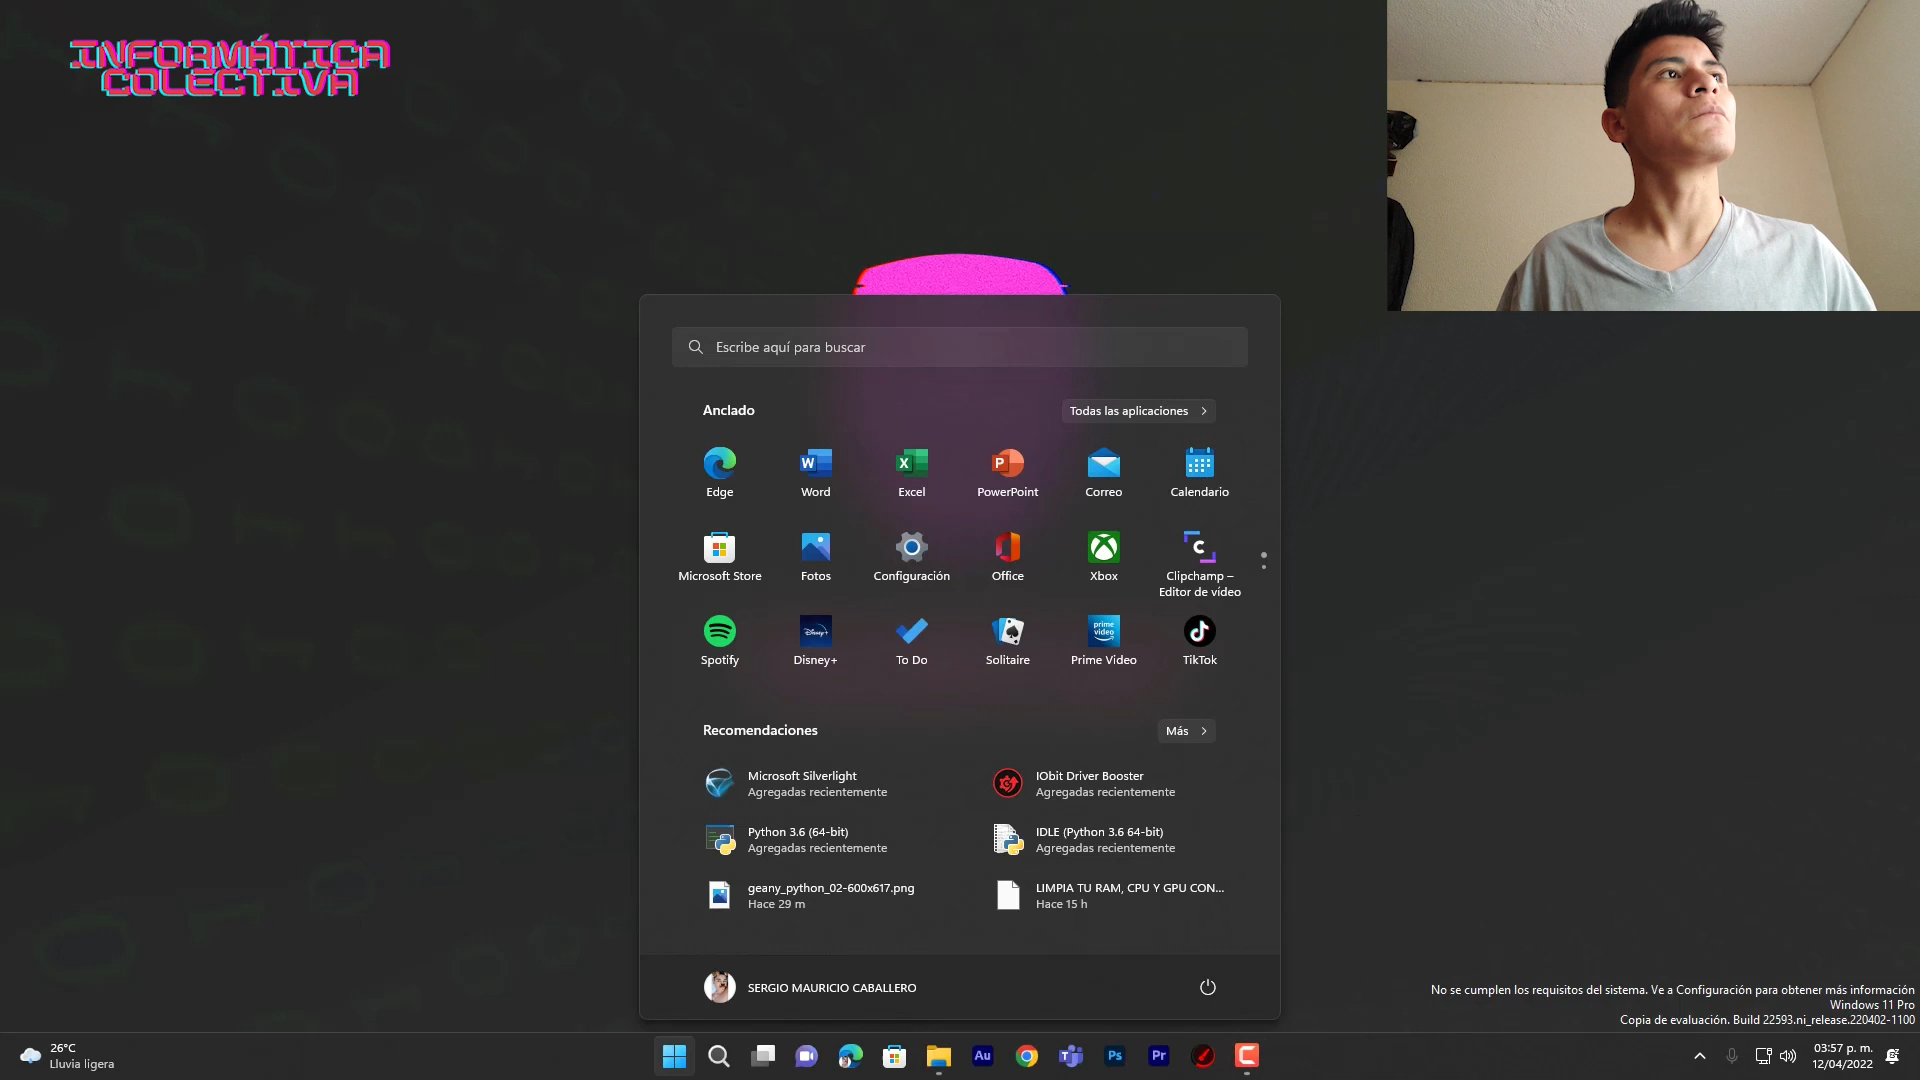 INFORMÁTICA
COLECTIVA
Escribe aquí para buscar
Anclado
Todas las aplicaciones
Edge
Word
Excel
PowerPoint
Correo
Calendario
Microsoft Store
Fotos
Configuración
Office
Xbox
Clipchamp –
Editor de vídeo
Spotify
Disney+
To Do
Solitaire
prime
video
Prime Video
TikTok
Recomendaciones
Más
Microsoft Silverlight
Agregadas recientemente
IObit Driver Booster
Agregadas recientemente
Python 3.6 (64-bit)
Agregadas recientemente
IDLE (Python 3.6 64-bit)
Agregadas recientemente
geany_python_02-600x617.png
Hace 29 m
LIMPIA TU RAM, CPU Y GPU CON...
Hace 15 h
SERGIO MAURICIO CABALLERO
No se cumplen los requisitos del sistema. Ve a Configuración para obtener más información
Windows 11 Pro
Copia de evaluación. Build 22593.ni_release.220402-1100
26°C
Lluvia ligera
Au
Ps
Pr
03:57 p. m.
12/04/2022